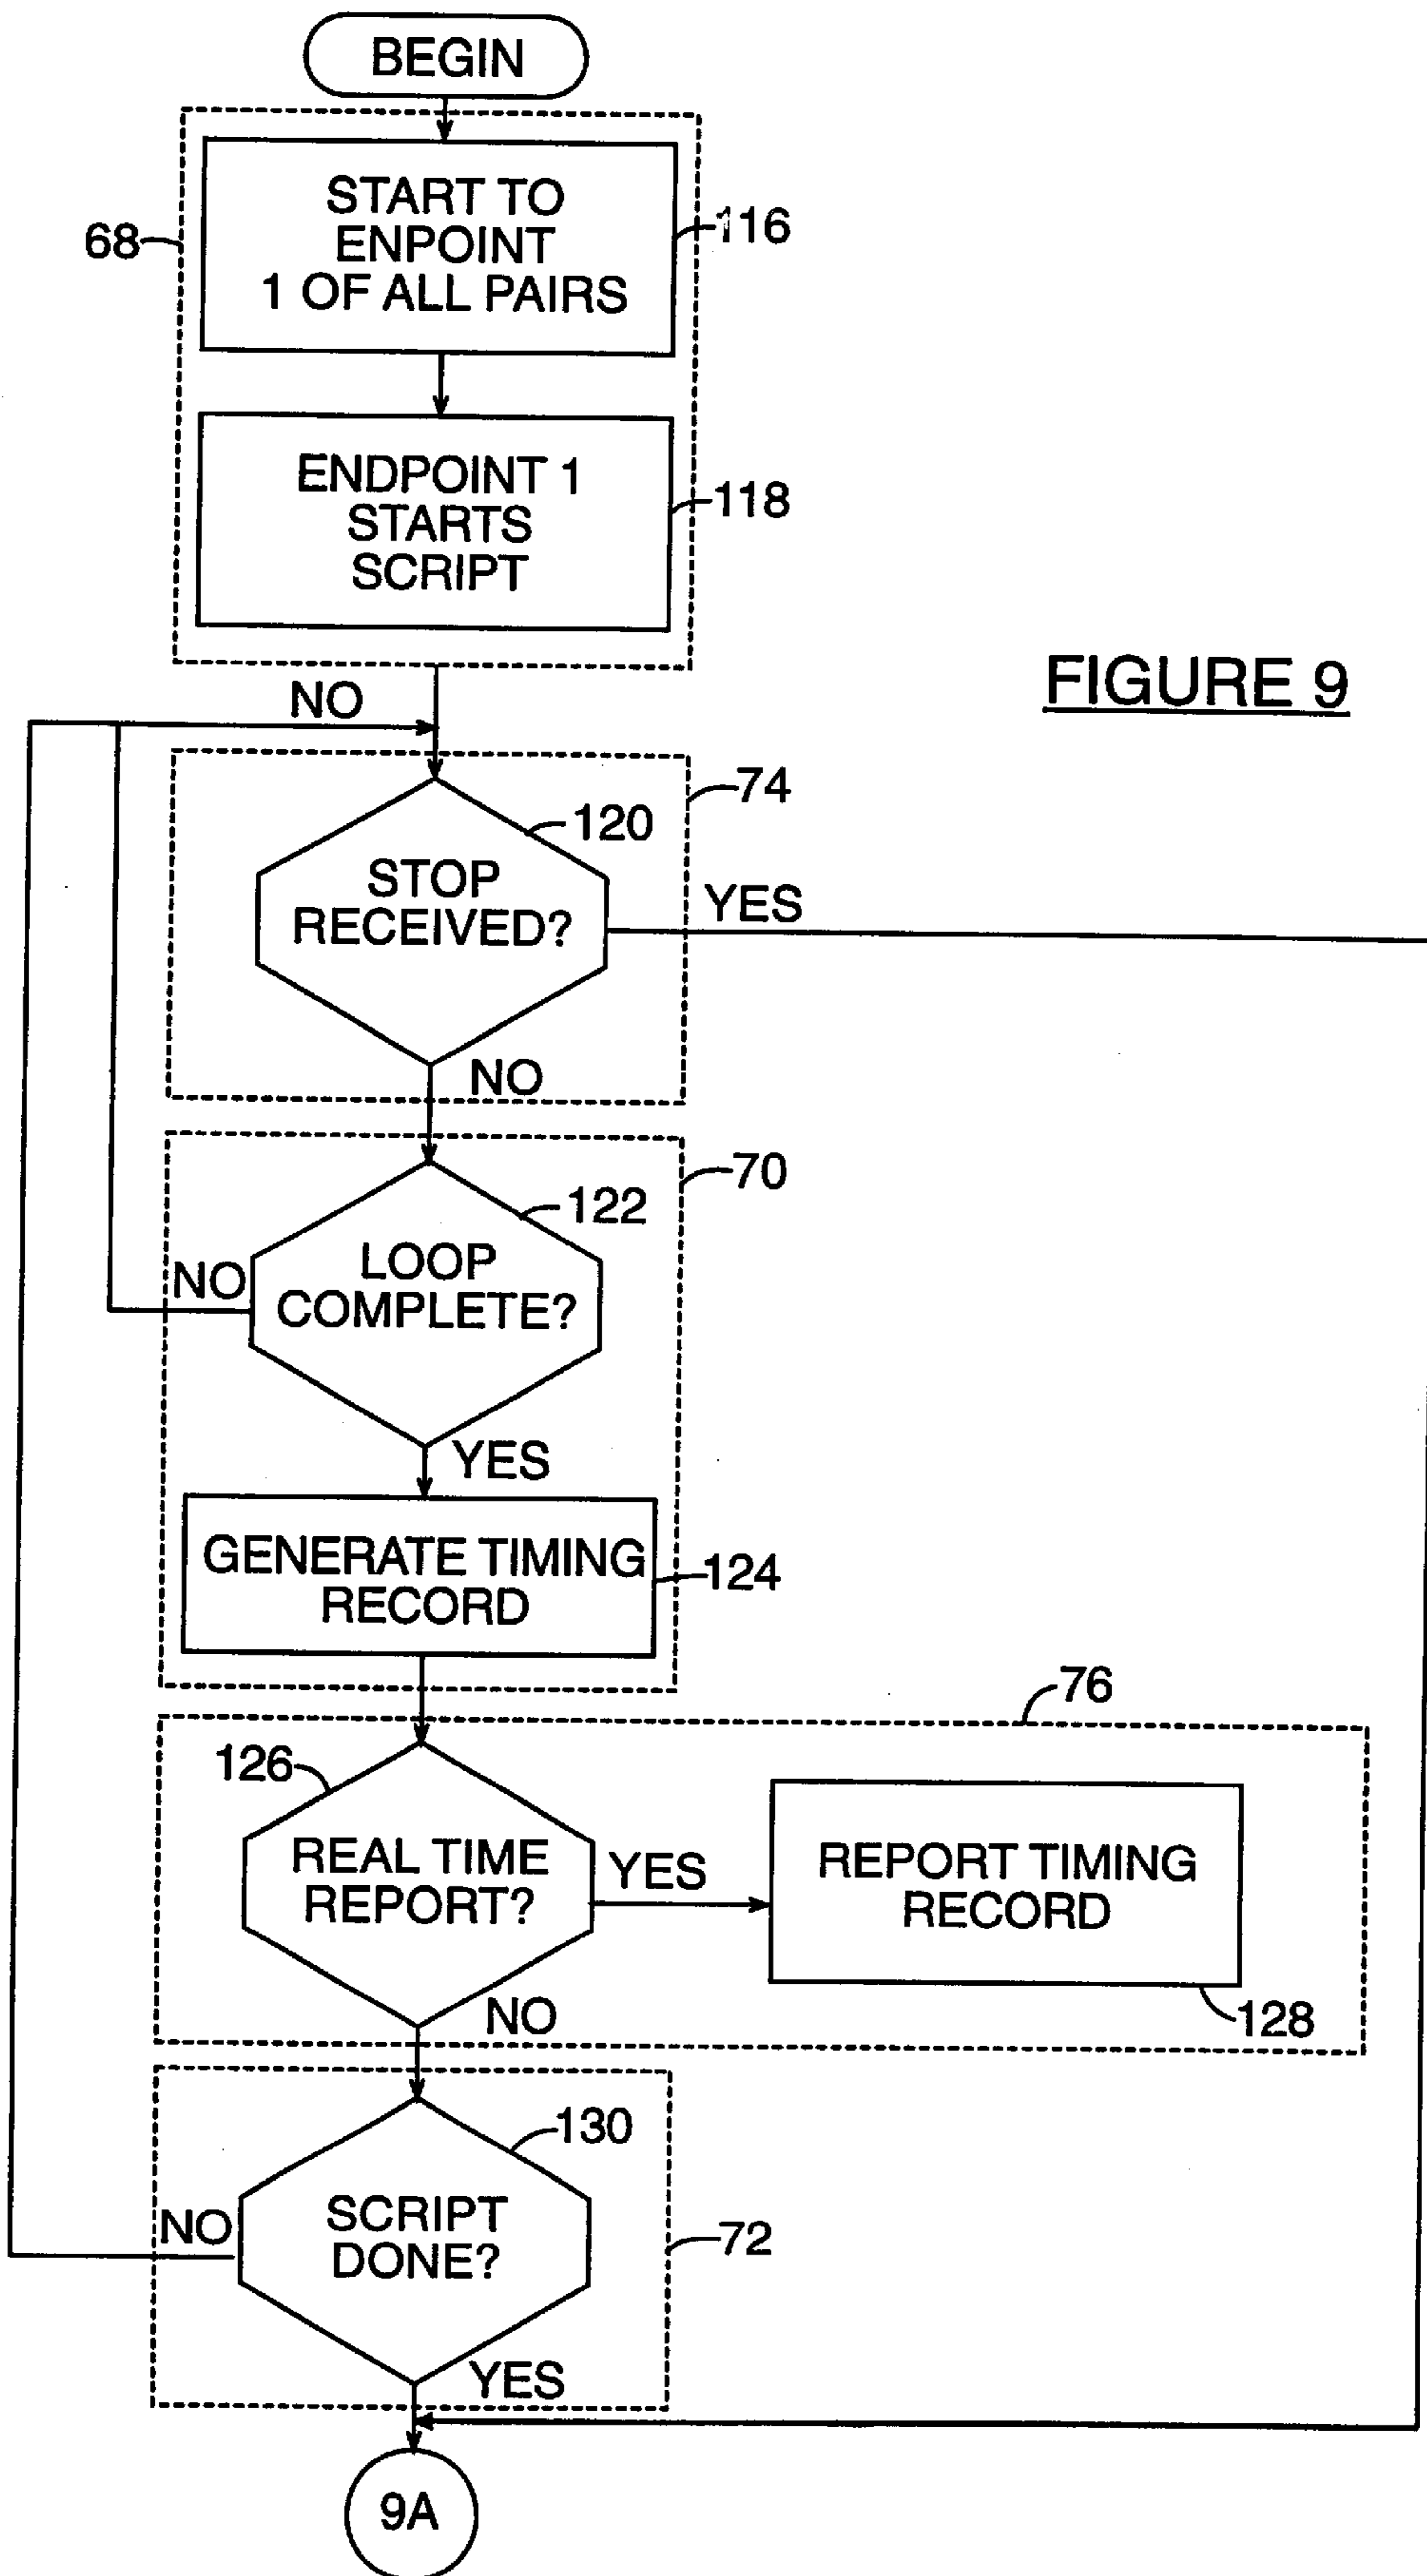 BEGIN
START TO
ENPOINT
1 OF ALL PAIRS
68
116
ENDPOINT 1
STARTS
SCRIPT
118
FIGURE 9
NO
74
120
STOP
RECEIVED?
YES
NO
70
122
LOOP
COMPLETE?
NO
YES
GENERATE TIMING
RECORD
124
76
126
REAL TIME
REPORT?
YES
REPORT TIMING
RECORD
128
NO
130
SCRIPT
DONE?
NO
72
YES
9A